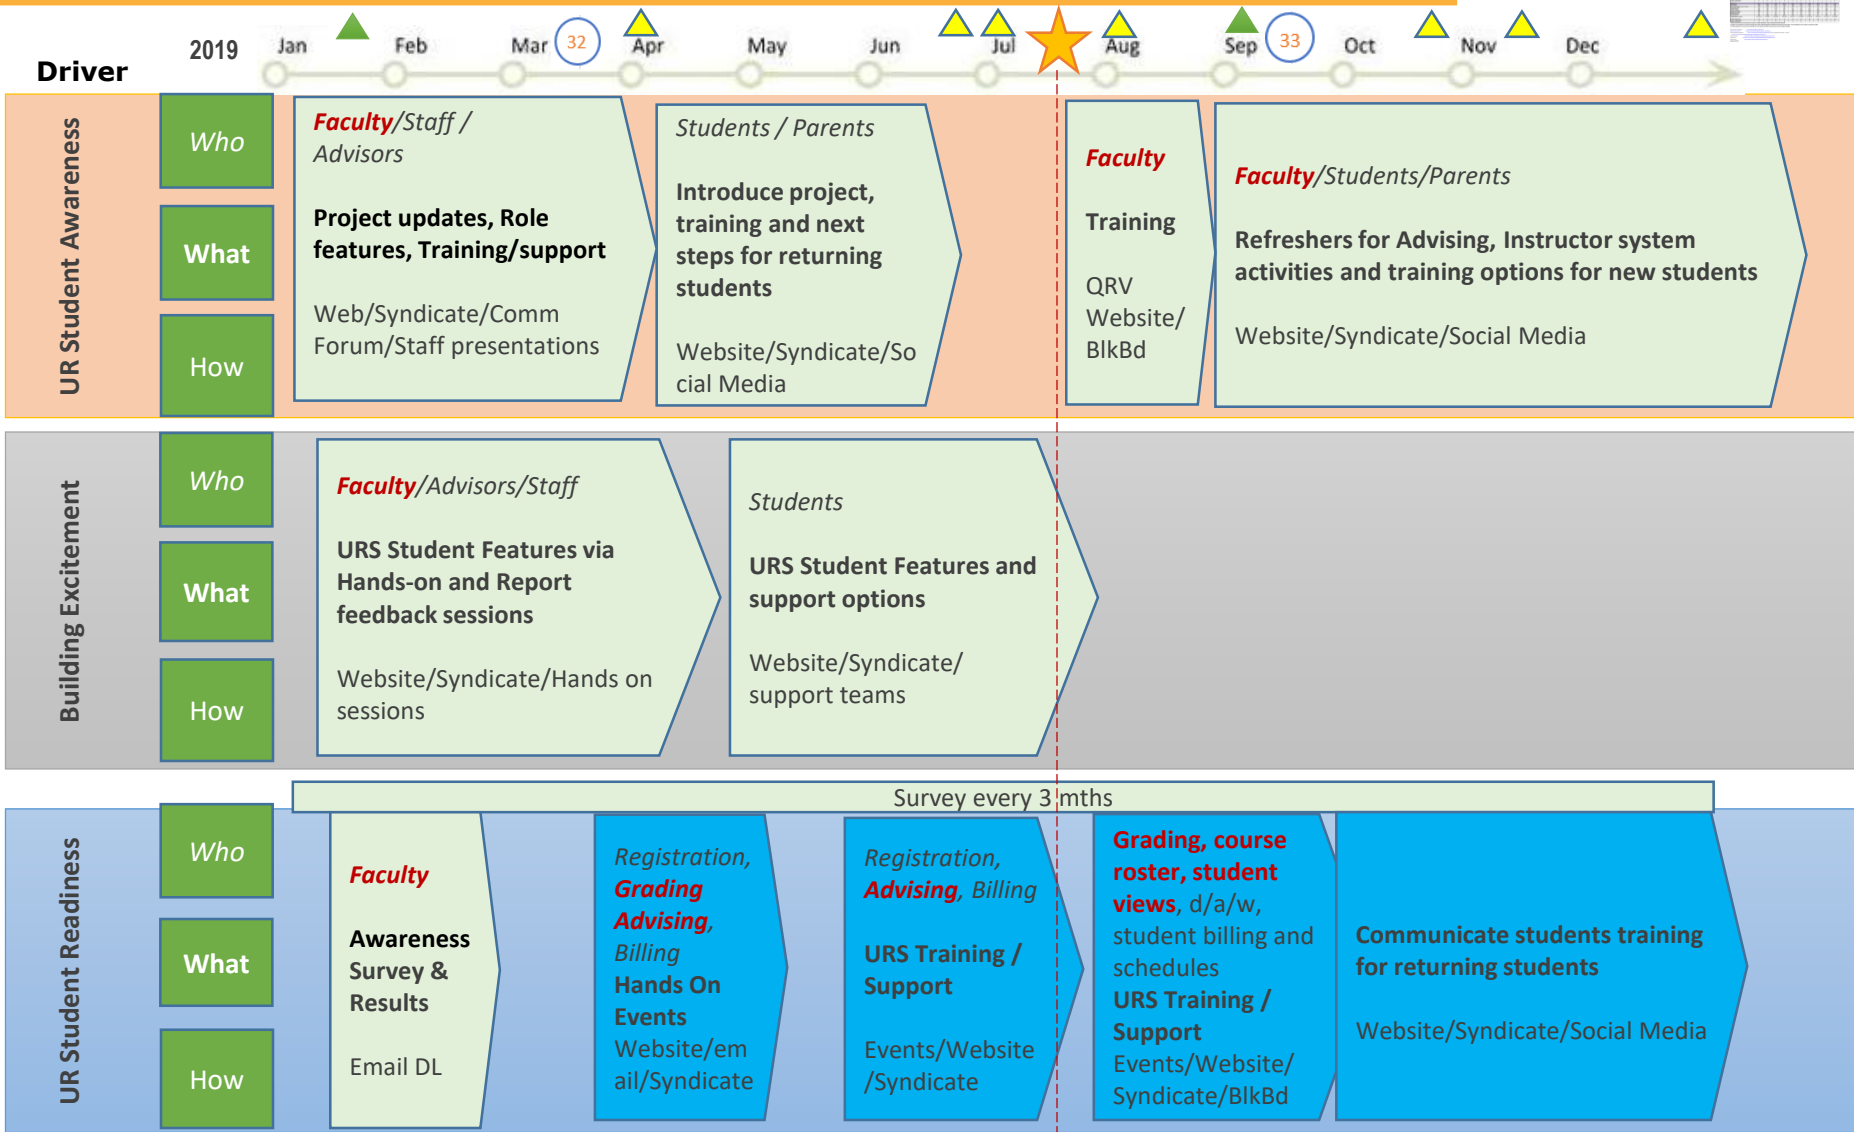 2019
Jan
Feb
Mar
32
Apr
May
Jun
Jul
Aug
Sep
33
Oct
Nov
Dec
Driver
UR Student Awareness
Who
What
How
Faculty/Staff /
Advisors
Project updates, Role
features, Training/support
Web/Syndicate/Comm
Forum/Staff presentations
Students / Parents
Introduce project,
training and next
steps for returning
students
Website/Syndicate/So
cial Media
Faculty
Training
QRV
Website/
BlkBd
Faculty/Students/Parents
Refreshers for Advising, Instructor system
activities and training options for new students
Website/Syndicate/Social Media
Building Excitement
Who
What
How
Faculty/Advisors/Staff
URS Student Features via
Hands-on and Report
feedback sessions
Website/Syndicate/Hands on
sessions
Students
URS Student Features and
support options
Website/Syndicate/
support teams
Survey every 3 mths
UR Student Readiness
Who
What
How
Faculty
Awareness
Survey &
Results
Email DL
Registration,
Grading
Advising,
Billing
Hands On
Events
Website/em
ail/Syndicate
Registration,
Advising, Billing
URS Training /
Support
Events/Website
/Syndicate
Grading, course
roster, student
views, d/a/w,
student billing and
schedules
URS Training /
Support
Events/Website/
Syndicate/BlkBd
Communicate students training
for returning students
Website/Syndicate/Social Media